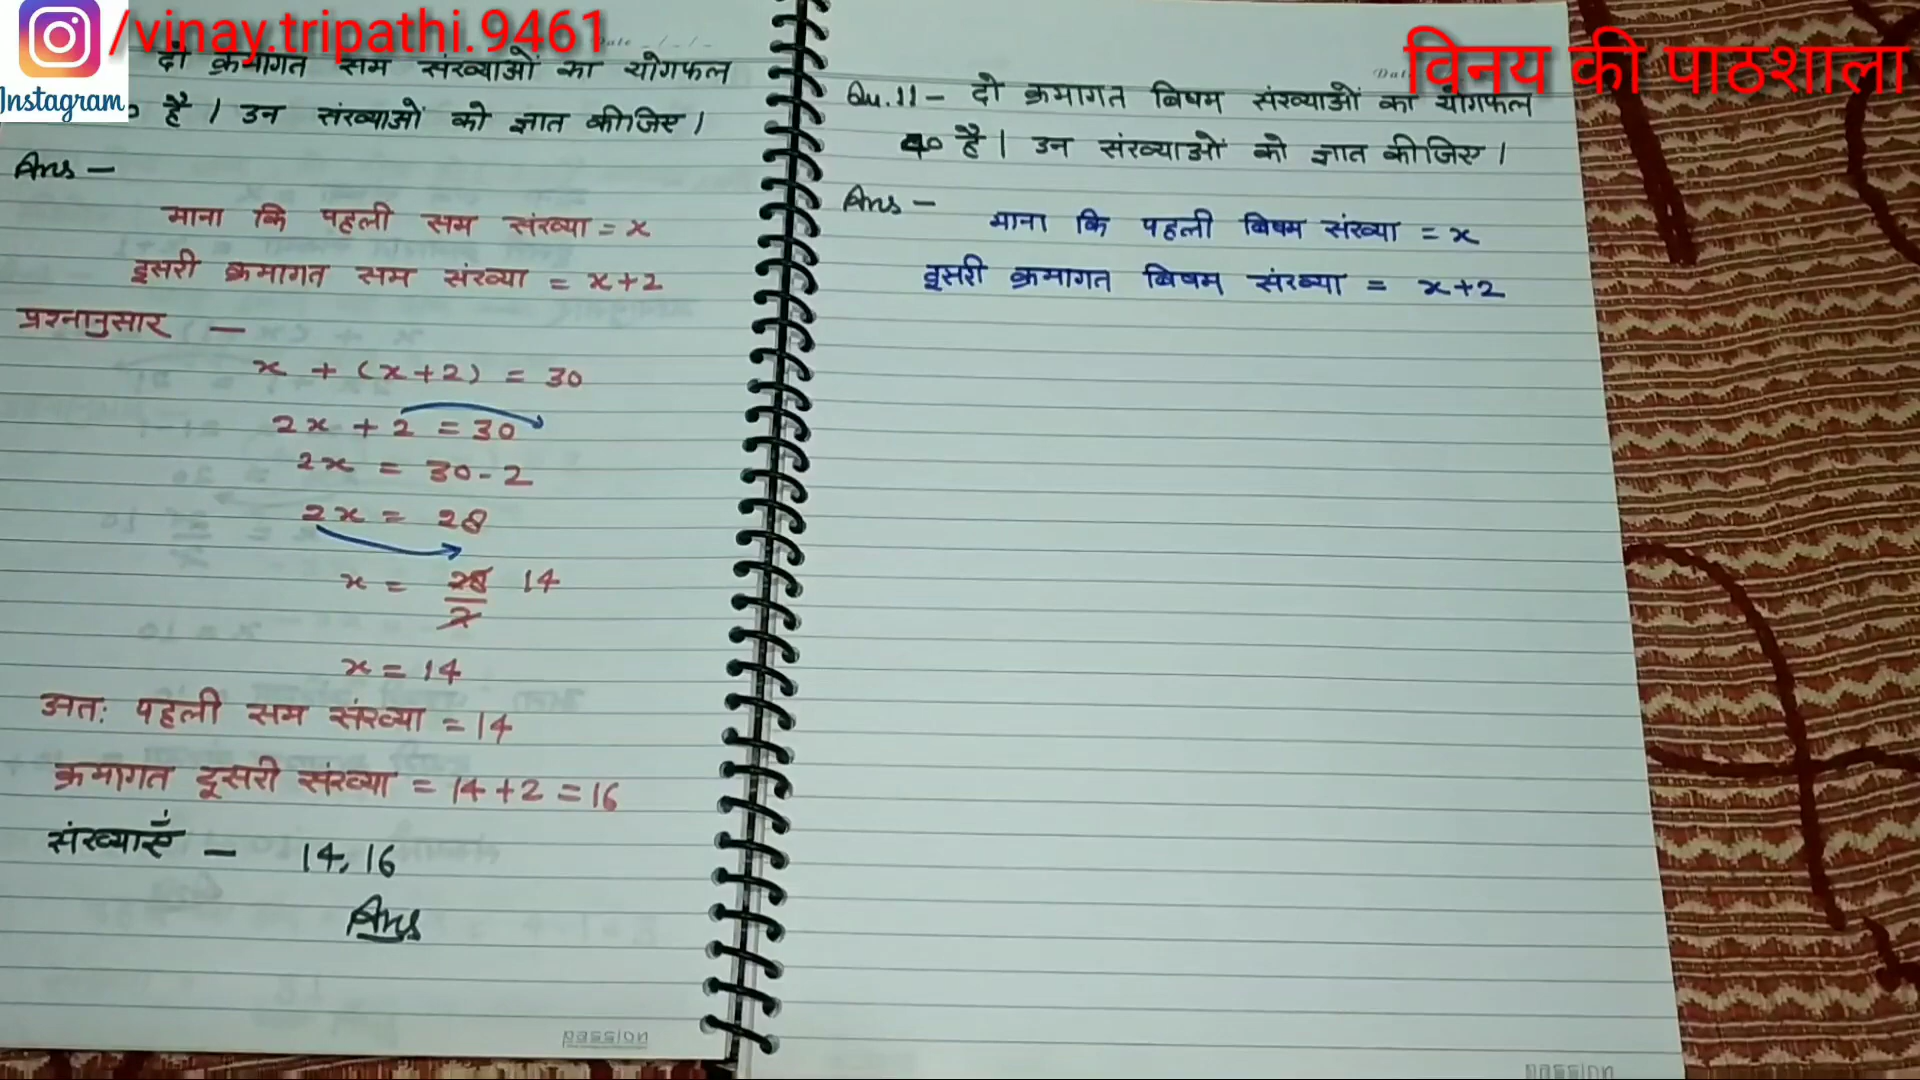 /vinay.tripathi.9461
Instagram
विनय की पाठशाला
दो क्रमागत सम संख्याओं का योगफल
है । उन संख्याओं को ज्ञात कीजिए ।
Ans —
माना कि पहली सम संख्या = x
दूसरी क्रमागत सम संख्या = x+2
प्रश्नानुसार —
x + (x+2) = 30
2x + 2 = 30
2x = 30-2
2x = 28
x = 28/2 14
x = 14
अतः पहली सम संख्या = 14
क्रमागत दूसरी संख्या = 14+2 = 16
संख्याएँ — 14, 16
Ans
passion
Qu.11 - दो क्रमागत विषम संख्याओं का योगफल
40 है । उन संख्याओं को ज्ञात कीजिए ।
Ans -
माना कि पहली विषम संख्या = x
दूसरी क्रमागत विषम संख्या = x+2
passion